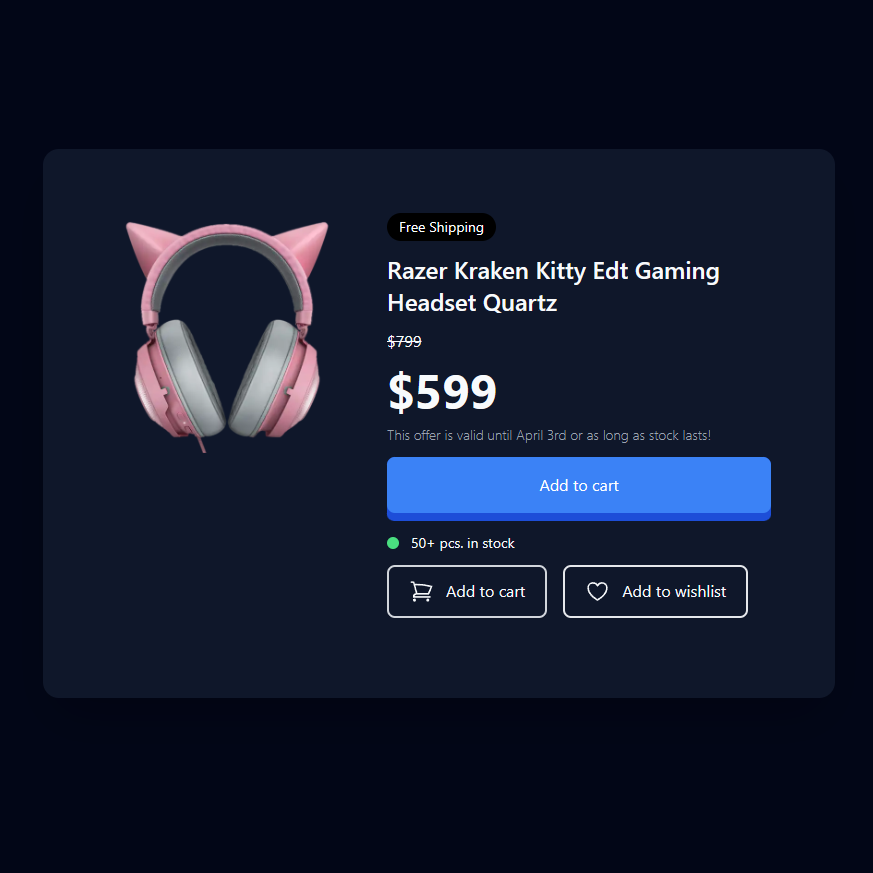 Free Shipping
Razer Kraken Kitty Edt Gaming
Headset Quartz
$799
$599
This offer is valid until April 3rd or as long as stock lasts!
Add to cart
50+ pcs. in stock
Add to cart
Add to wishlist